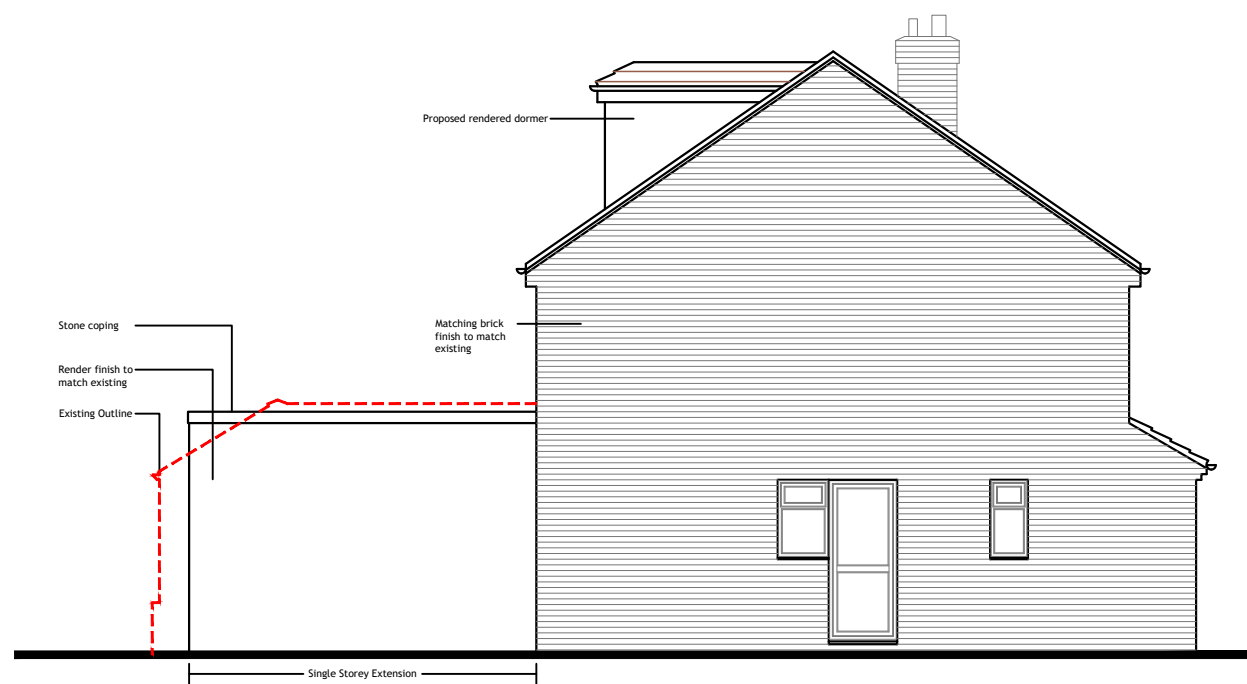 Proposed rendered dormer
Stone coping
Matching brick
finish to match
existing
Render finish to
match existing
Existing Outline
Single Storey Extension